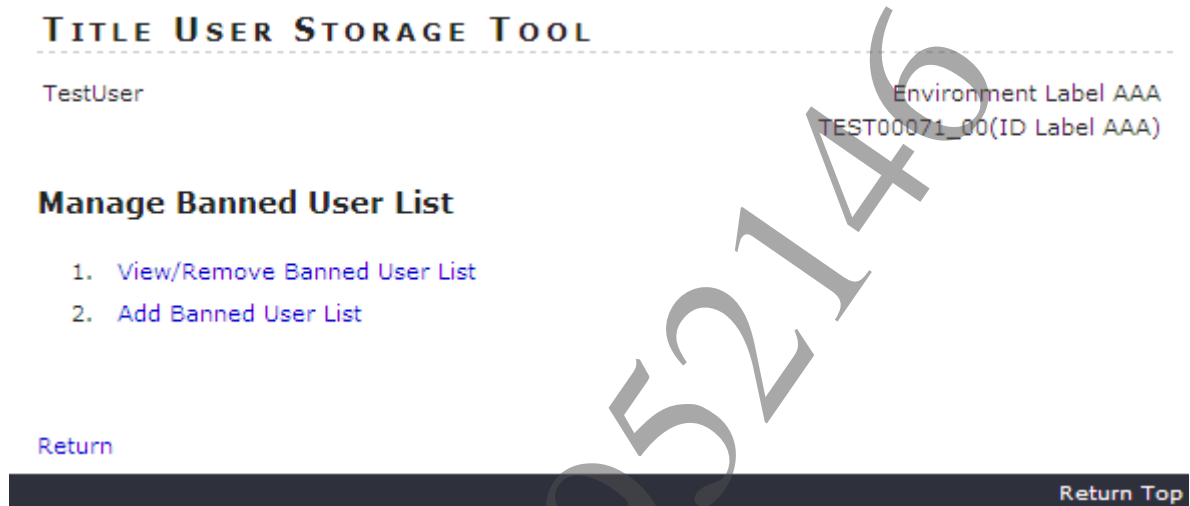 TITLE USER STORAGE TOOL
TestUser
Environment Label AAA
TEST00071_00(ID Label AAA)
Manage Banned User List
1. View/Remove Banned User List
2. Add Banned User List
Return
Return Top
52146